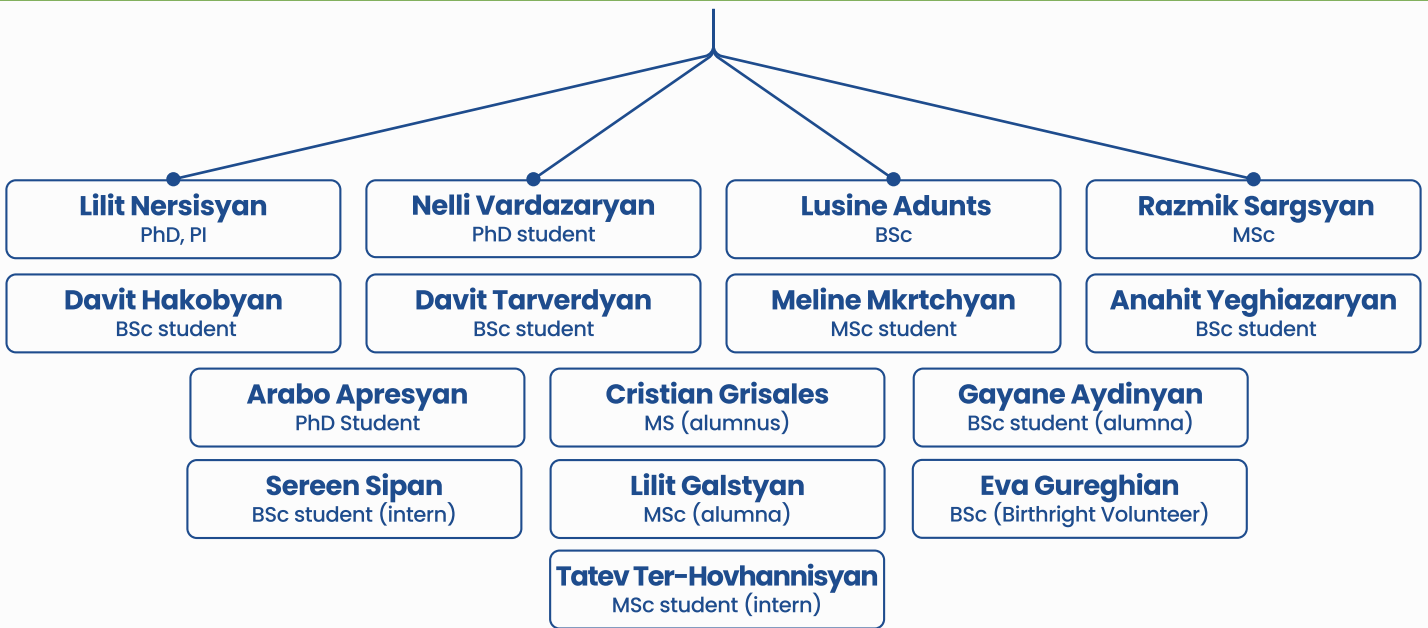 Lilit Nersisyan
PhD, PI
Nelli Vardazaryan
PhD student
Lusine Adunts
BSc
Razmik Sargsyan
MSc
Davit Hakobyan
BSc student
Davit Tarverdyan
BSc student
Meline Mkrtchyan
MSc student
Anahit Yeghiazaryan
BSc student
Arabo Apresyan
PhD Student
Cristian Grisales
MS (alumnus)
Gayane Aydinyan
BSc student (alumna)
Sereen Sipan
BSc student (intern)
Lilit Galstyan
MSc (alumna)
Eva Gureghian
BSc (Birthright Volunteer)
Tatev Ter-Hovhannisyan
MSc student (intern)